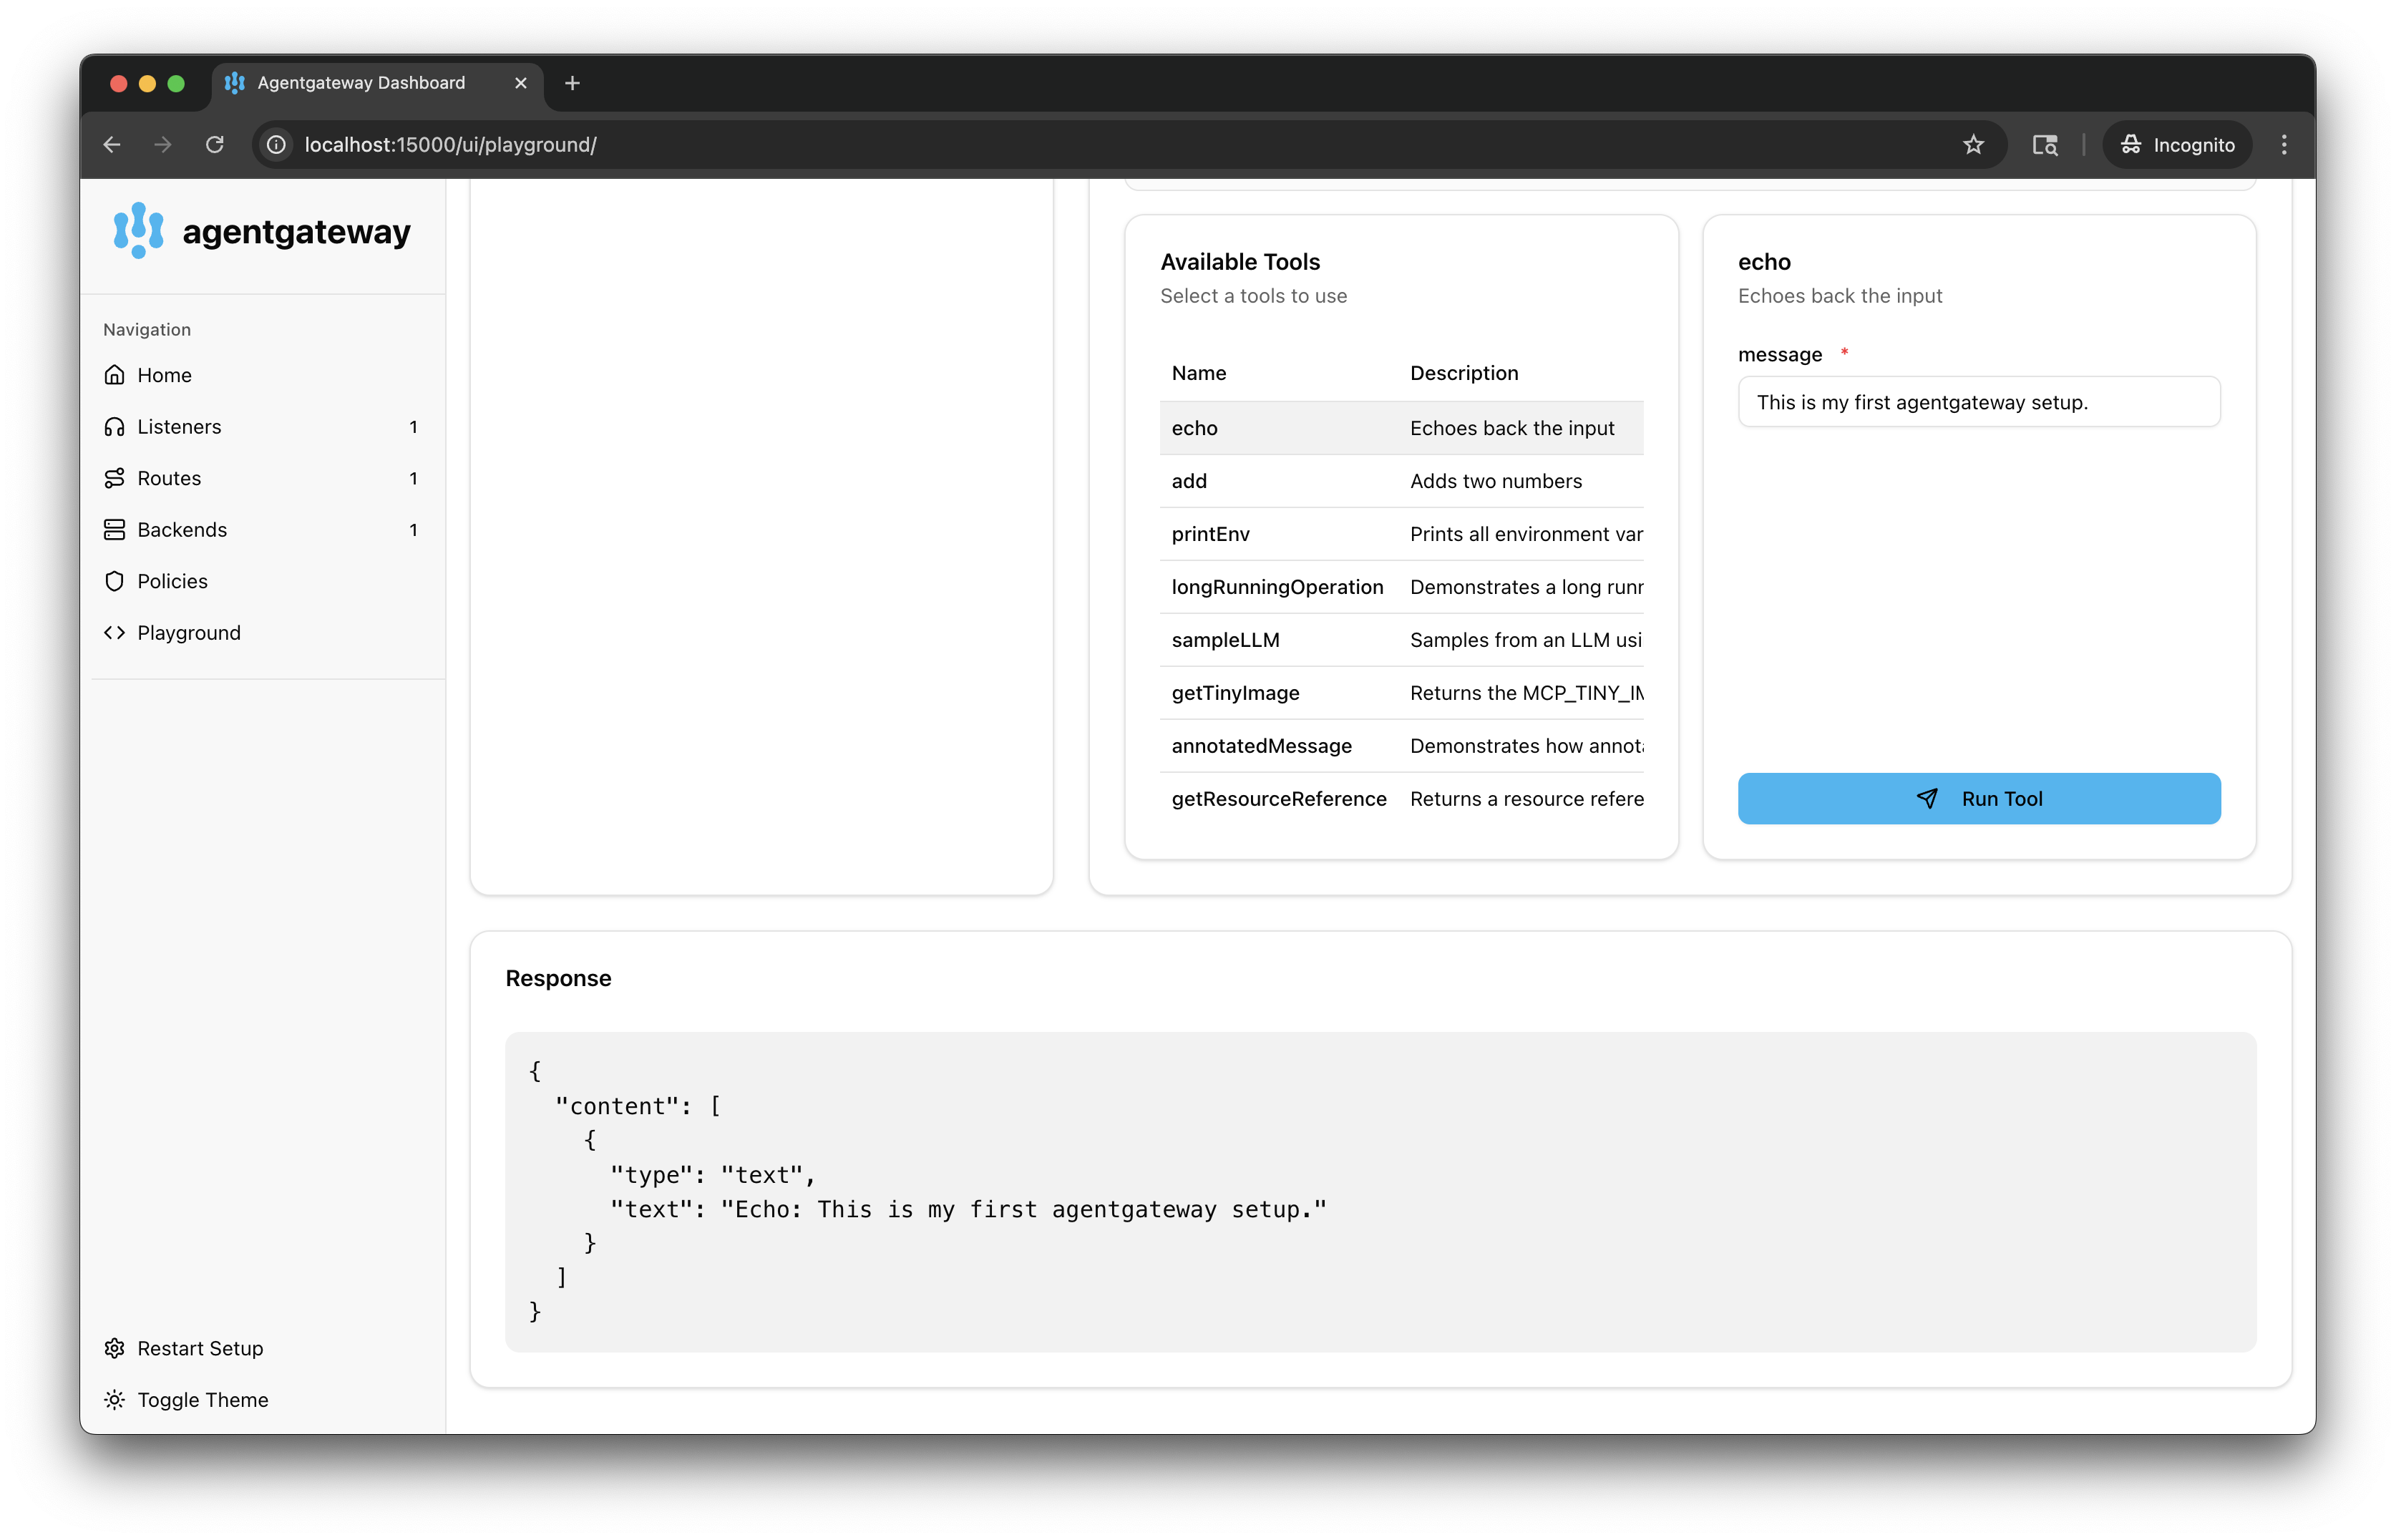 Agentgateway Dashboard
localhost:15000/ui/playground/
Incognito
agentgateway
Navigation
Home
Listeners 1
Routes 1
Backends 1
Policies
Playground
Restart Setup
Toggle Theme
Available Tools
Select a tools to use
Name Description
echo Echoes back the input
add Adds two numbers
printEnv Prints all environment var
longRunningOperation Demonstrates a long runr
sampleLLM Samples from an LLM usi
getTinyImage Returns the MCP_TINY_IM
annotatedMessage Demonstrates how annota
getResourceReference Returns a resource refere
echo
Echoes back the input
message *
This is my first agentgateway setup.
Run Tool
Response
{
  "content": [
    {
      "type": "text",
      "text": "Echo: This is my first agentgateway setup."
    }
  ]
}